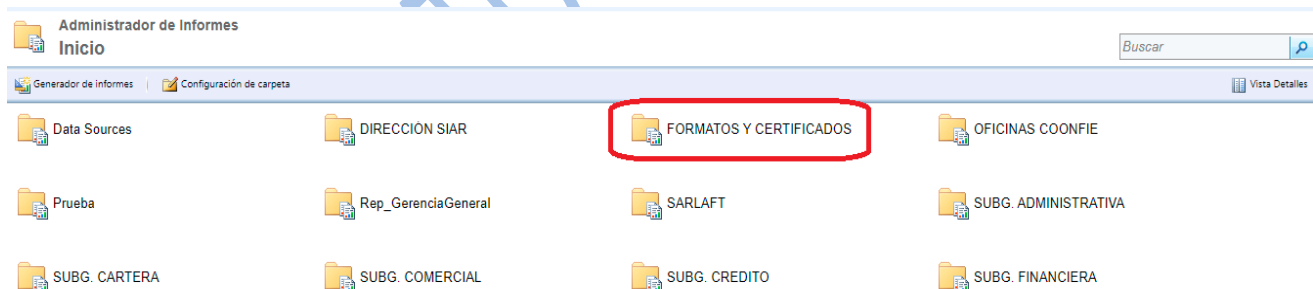 Administrador de Informes
Inicio
Buscar
Generador de informes | Configuración de carpeta
Vista Detalles
Data Sources
DIRECCIÓN SIAR
FORMATOS Y CERTIFICADOS
OFICINAS COONFIE
Prueba
Rep_GerenciaGeneral
SARLAFT
SUBG. ADMINISTRATIVA
SUBG. CARTERA
SUBG. COMERCIAL
SUBG. CREDITO
SUBG. FINANCIERA